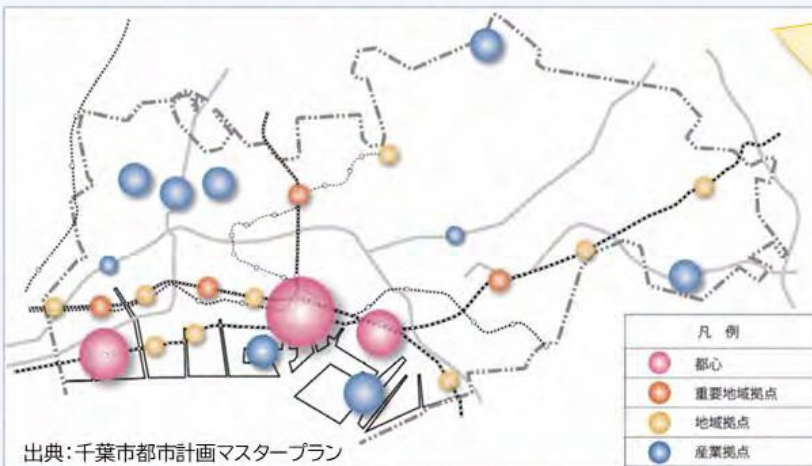 凡 例
都心
重要地域拠点
地域拠点
産業拠点
出典:千葉市都市計画マスタープラン